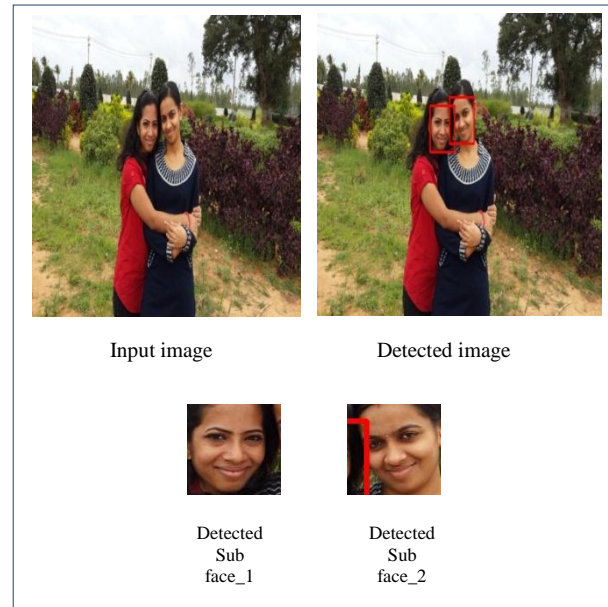 Input image
Detected image
Detected
Sub
face_1
Detected
Sub
face_2